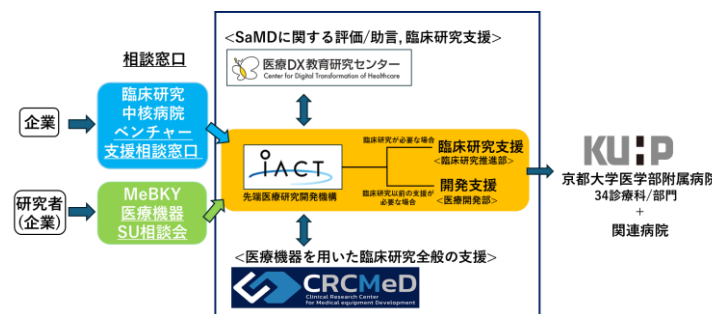 <SaMDに関する評価/助言, 臨床研究支援>
医療DX教育研究センター
Center for Digital Transformation of Healthcare
相談窓口
企業
臨床研究
中核病院
ベンチャー
支援相談窓口
研究者
(企業)
MeBKY
医療機器
SU相談会
iACT
先端医療研究開発機構
臨床研究が必要な場合
臨床研究支援
<臨床研究推進部>
臨床研究以前の支援が
必要な場合
開発支援
<医療開発部>
<医療機器を用いた臨床研究全般の支援>
CRCMeD
Clinical Research Center
for Medical equipment Development
KUHP
京都大学医学部附属病院
34診療科/部門
+
関連病院